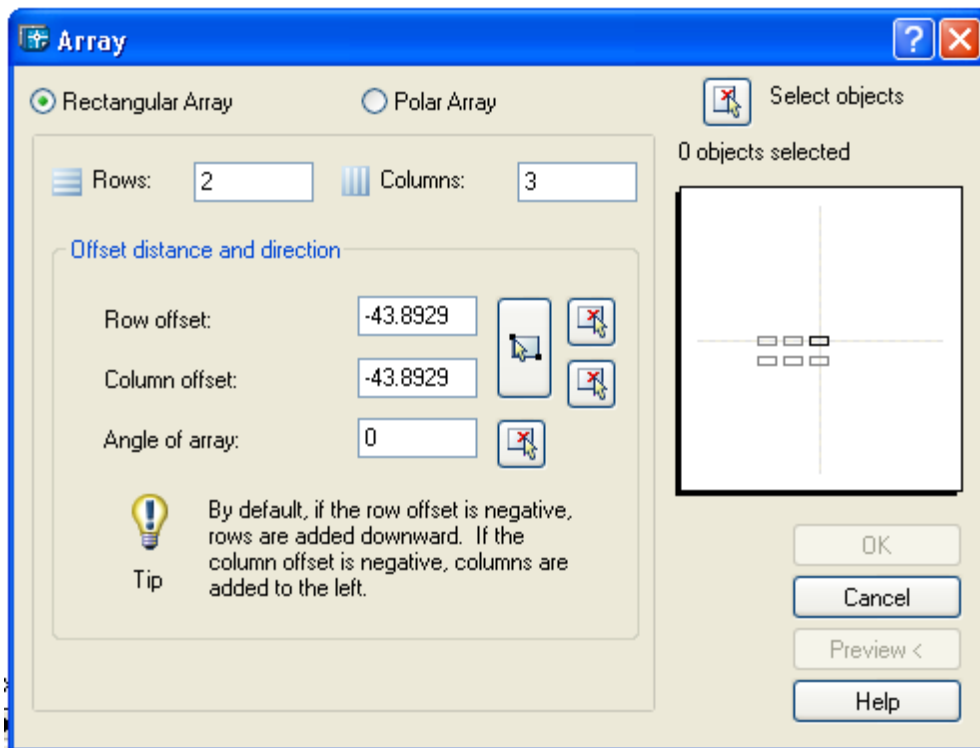 Array
Rectangular Array
Polar Array
Select objects
0 objects selected
Rows:
2
Columns:
3
Offset distance and direction
Row offset:
-43.8929
Column offset:
-43.8929
Angle of array:
0
Tip
By default, if the row offset is negative,
rows are added downward. If the
column offset is negative, columns are
added to the left.
OK
Cancel
Preview <
Help